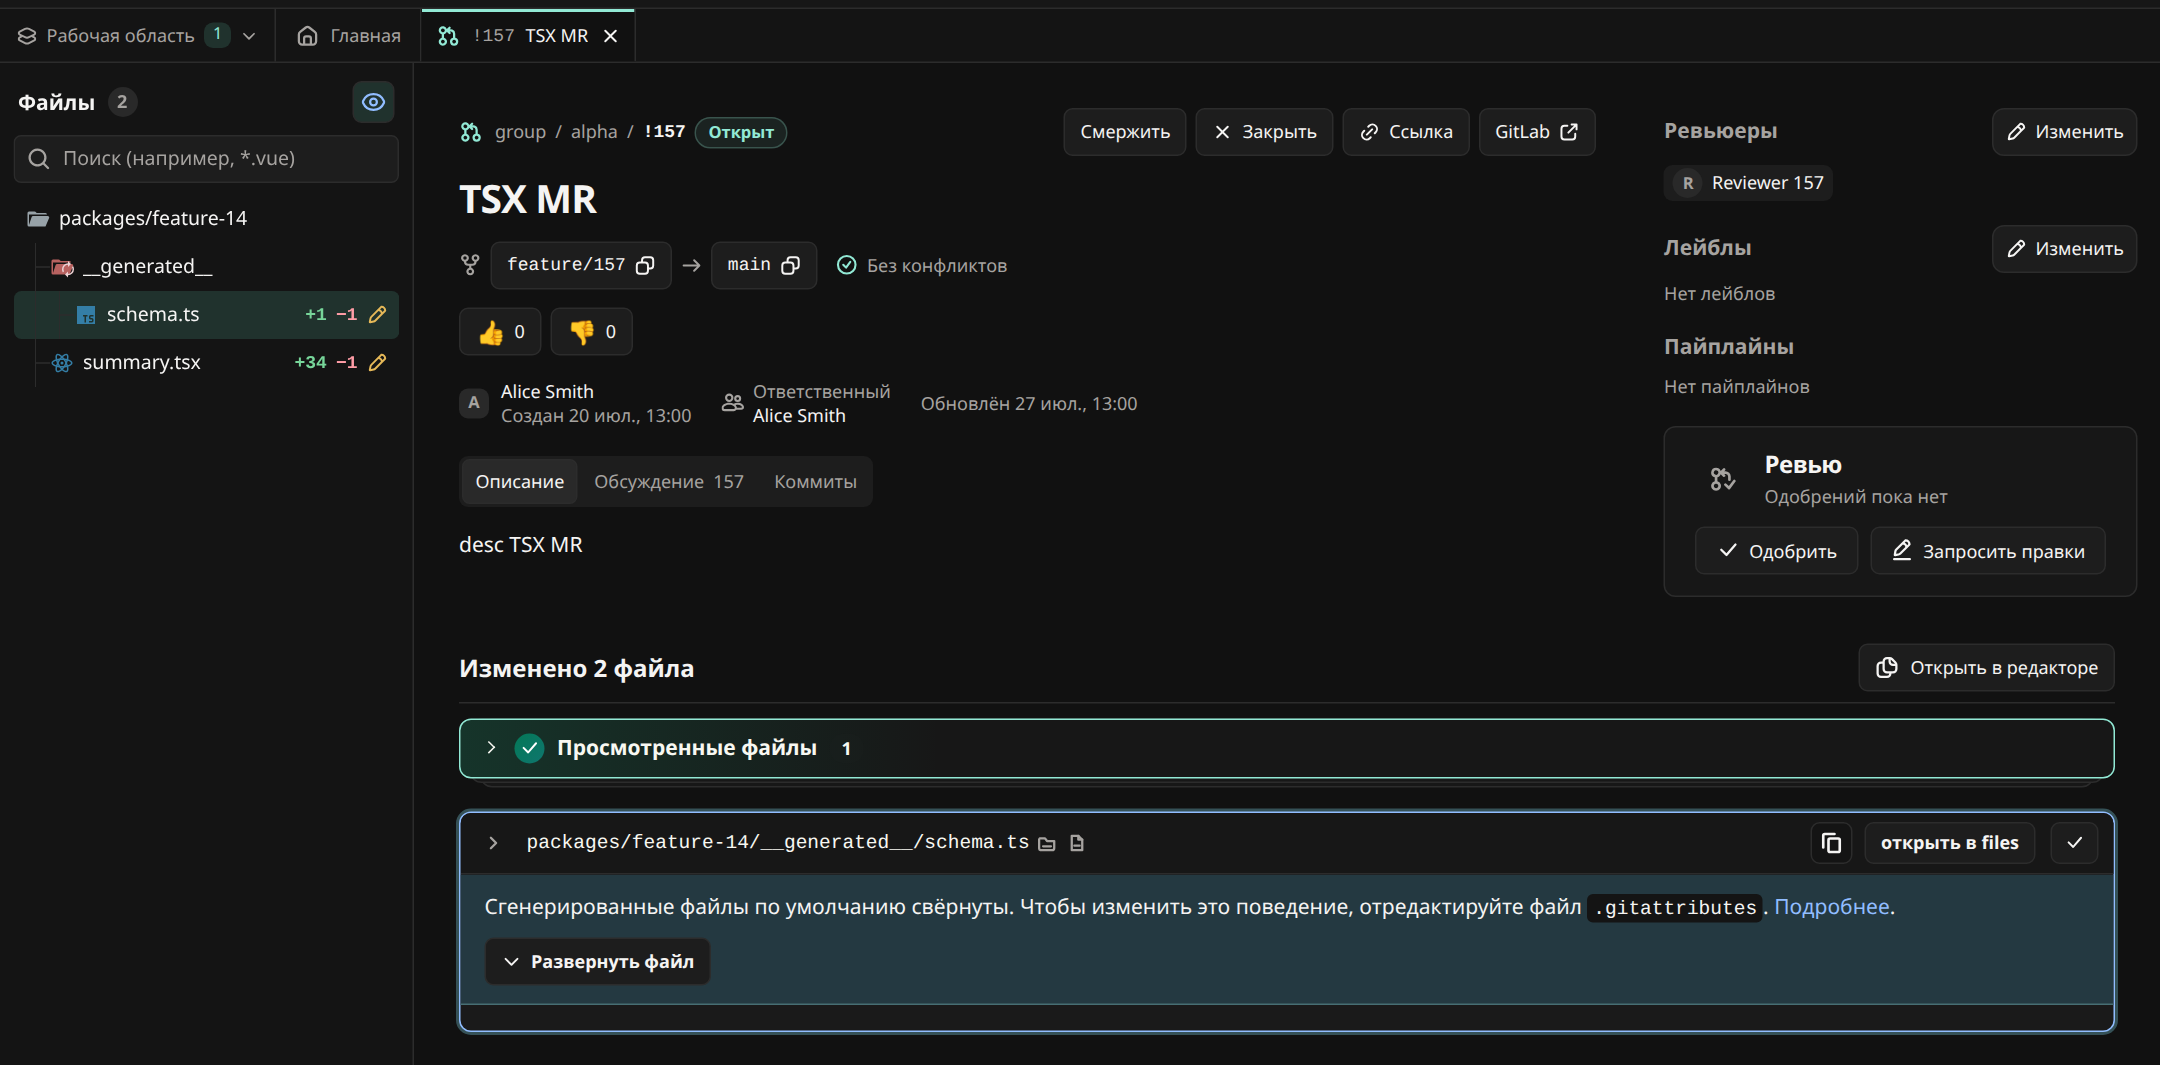 Рабочая область 1
Главная
!157 TSX MR
Файлы 2
Поиск (например, *.vue)
packages/feature-14
__generated__
schema.ts +1 −1
summary.tsx +34 −1
group / alpha / !157 Открыт
Смержить
Закрыть
Ссылка
GitLab
TSX MR
feature/157 → main Без конфликтов
👍 0 👎 0
A
Alice Smith
Создан 20 июл., 13:00
Ответственный
Alice Smith
Обновлён 27 июл., 13:00
Описание Обсуждение 157 Коммиты
desc TSX MR
Ревьюеры Изменить
R Reviewer 157
Лейблы Изменить
Нет лейблов
Пайплайны
Нет пайплайнов
Ревью
Одобрений пока нет
Одобрить Запросить правки
Изменено 2 файла Открыть в редакторе
Просмотренные файлы 1
packages/feature-14/__generated__/schema.ts открыть в files
Сгенерированные файлы по умолчанию свёрнуты. Чтобы изменить это поведение, отредактируйте файл .gitattributes. Подробнее.
Развернуть файл